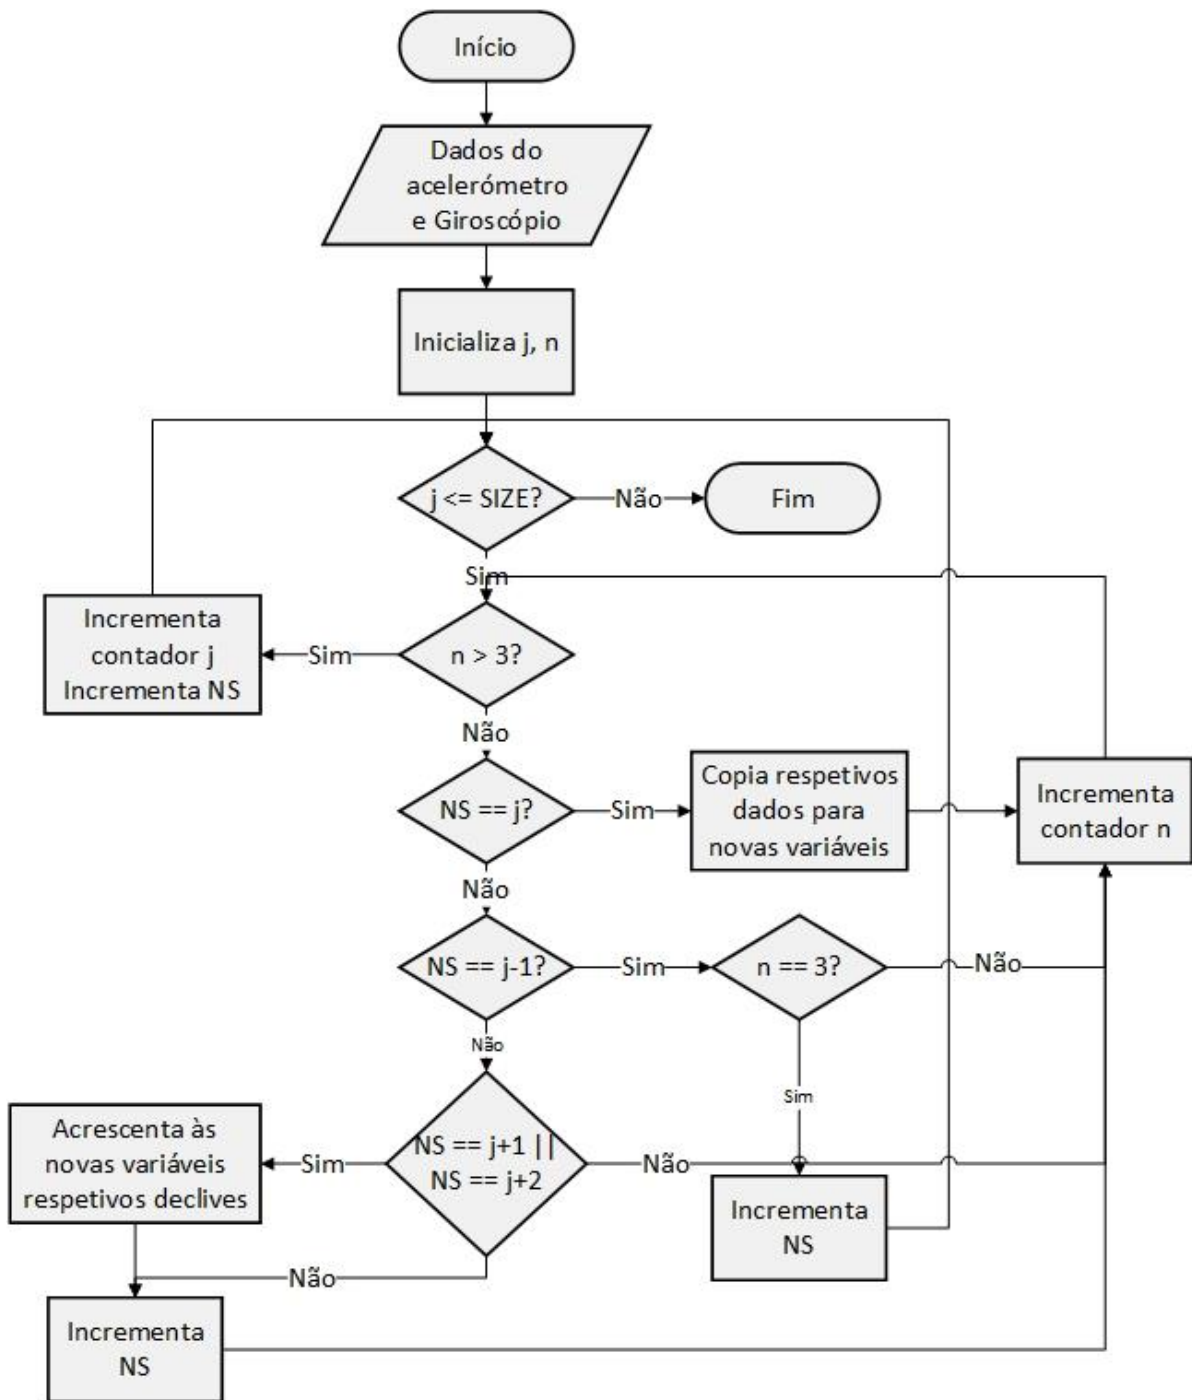 Início
Dados do
acelerómetro
e Giroscópio
Inicializa j, n
j <= SIZE?
Não
Fim
Sim
Incrementa
contador j
Incrementa NS
Sim
n > 3?
Não
NS == j?
Sim
Copia respetivos
dados para
novas variáveis
Incrementa
contador n
Não
NS == j-1?
Sim
n == 3?
Não
Não
Sim
Acrescenta às
novas variáveis
respetivos declives
Sim
NS == j+1 ||
NS == j+2
Não
Incrementa
NS
Não
Incrementa
NS